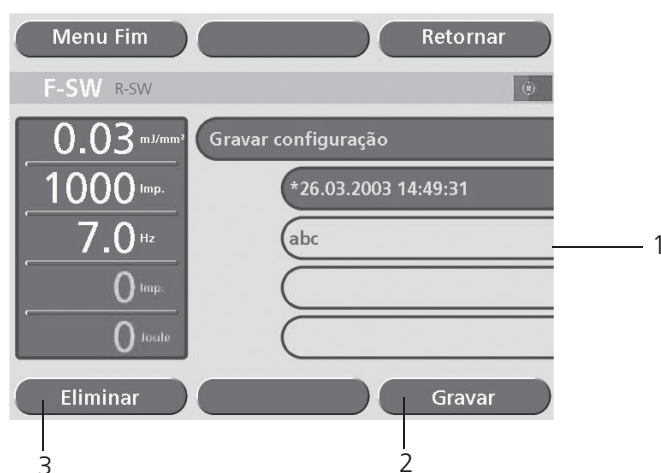 Menu Fim
Retornar
F-SW R-SW
0.03 mJ/mm²
Gravar configuração
1000 Imp.
*26.03.2003 14:49:31
7.0 Hz
abc
1
0 Imp.
0 Joule
Eliminar
Gravar
3
2